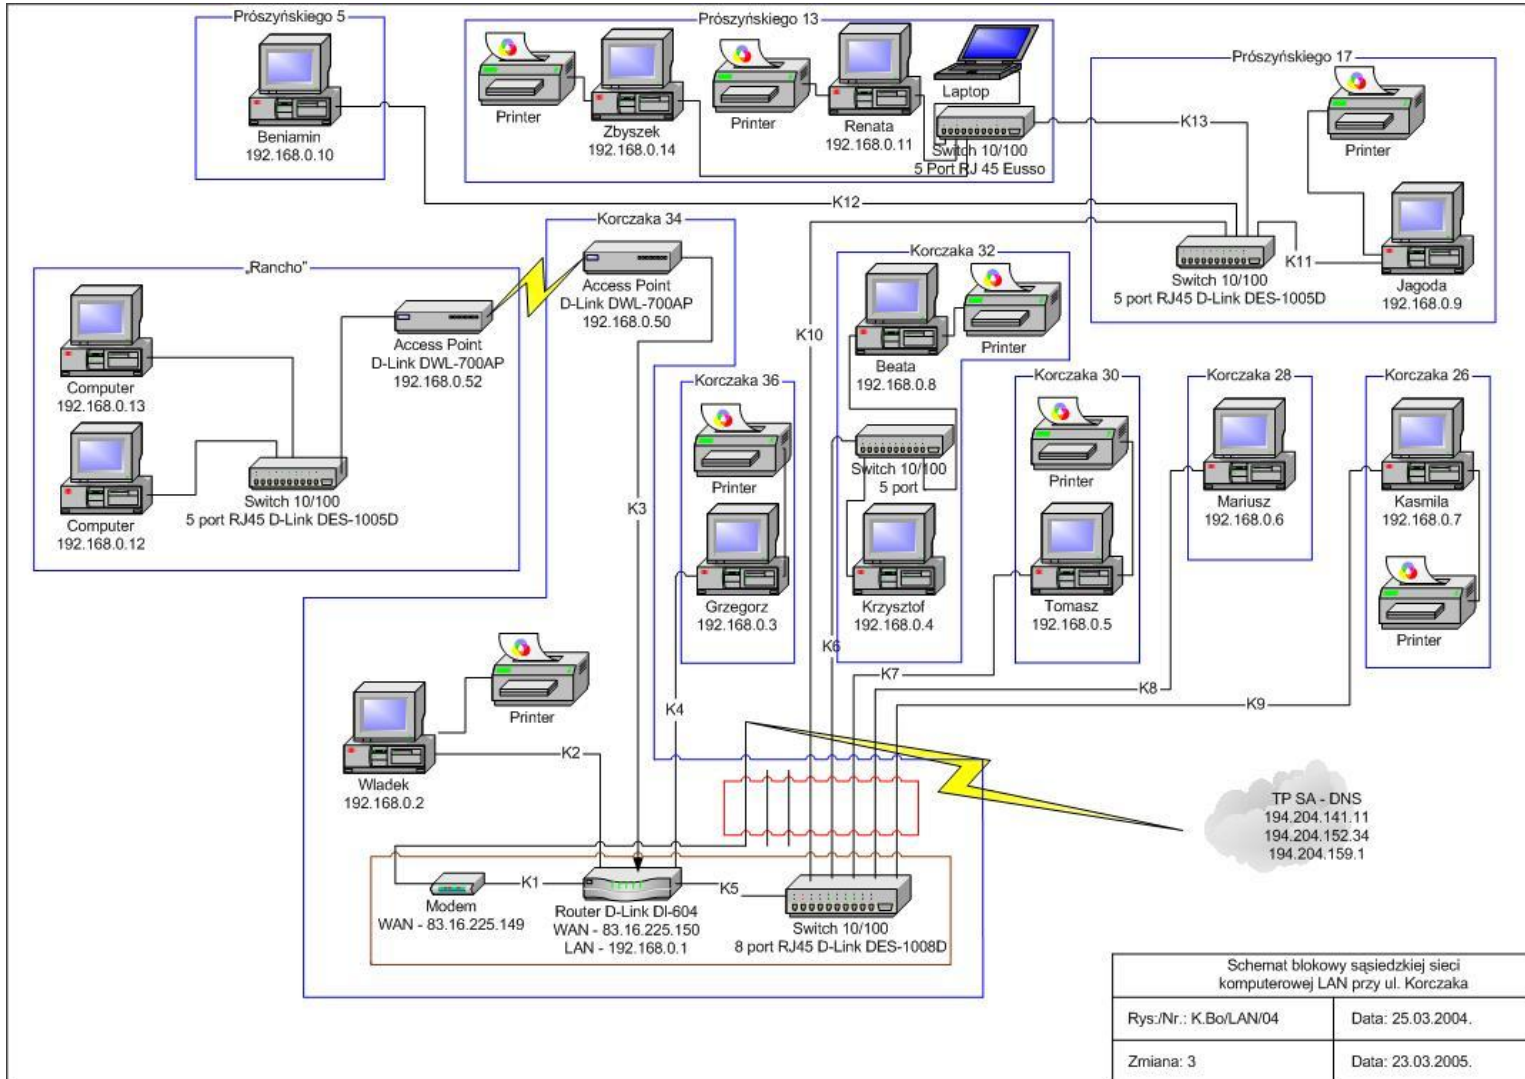 Prószyńskiego 5
Beniamin
192.168.0.10
Prószyńskiego 13
Printer
Zbyszek
192.168.0.14
Printer
Renata
192.168.0.11
Laptop
Switch 10/100
5 Port RJ 45 Eusso
K13
Prószyńskiego 17
Printer
Switch 10/100
5 port RJ45 D-Link DES-1005D
K11
Jagoda
192.168.0.9
K12
„Rancho”
Computer
192.168.0.13
Computer
192.168.0.12
Switch 10/100
5 port RJ45 D-Link DES-1005D
Access Point
D-Link DWL-700AP
192.168.0.52
Korczaka 34
Access Point
D-Link DWL-700AP
192.168.0.50
K3
K10
Korczaka 32
Beata
192.168.0.8
Printer
Switch 10/100
5 port
Krzysztof
192.168.0.4
Korczaka 36
Printer
Grzegorz
192.168.0.3
Korczaka 30
Printer
Tomasz
192.168.0.5
Korczaka 28
Mariusz
192.168.0.6
Korczaka 26
Kasmila
192.168.0.7
Printer
K6
K7
K8
K9
K4
Printer
Wladek
192.168.0.2
K2
TP SA - DNS
194.204.141.11
194.204.152.34
194.204.159.1
Modem
WAN - 83.16.225.149
K1
Router D-Link DI-604
WAN - 83.16.225.150
LAN - 192.168.0.1
K5
Switch 10/100
8 port RJ45 D-Link DES-1008D
Schemat blokowy sąsiedzkiej sieci
komputerowej LAN przy ul. Korczaka
Rys:/Nr.: K.Bo/LAN/04
Data: 25.03.2004.
Zmiana: 3
Data: 23.03.2005.